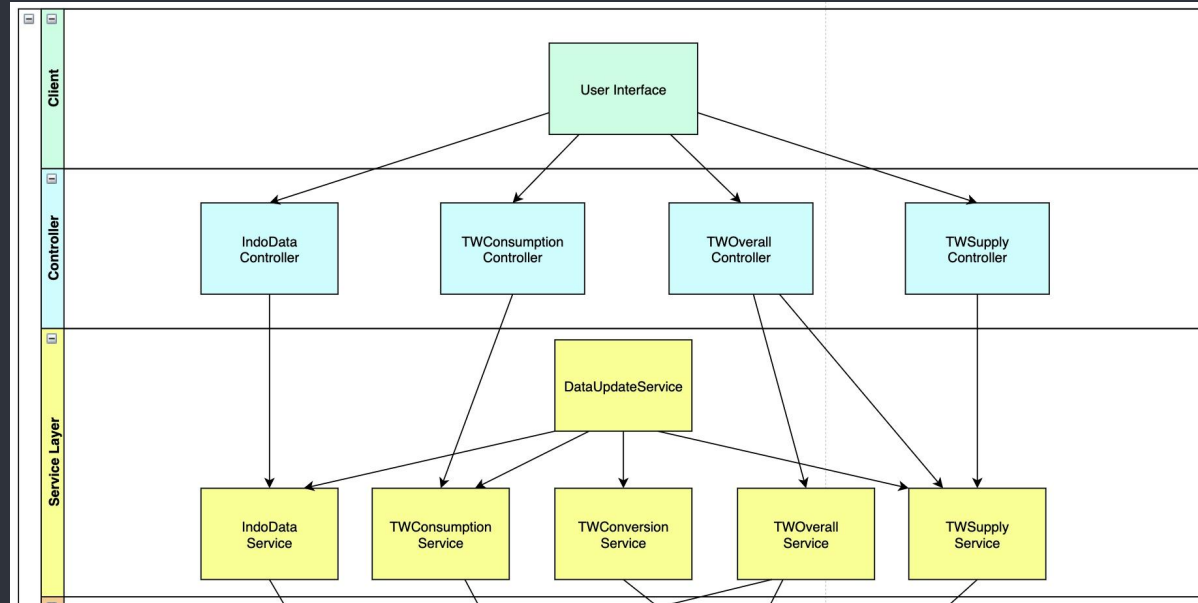 Client
User Interface
Controller
IndoData
Controller
TWConsumption
Controller
TWOverall
Controller
TWSupply
Controller
Service Layer
DataUpdateService
IndoData
Service
TWConsumption
Service
TWConversion
Service
TWOverall
Service
TWSupply
Service